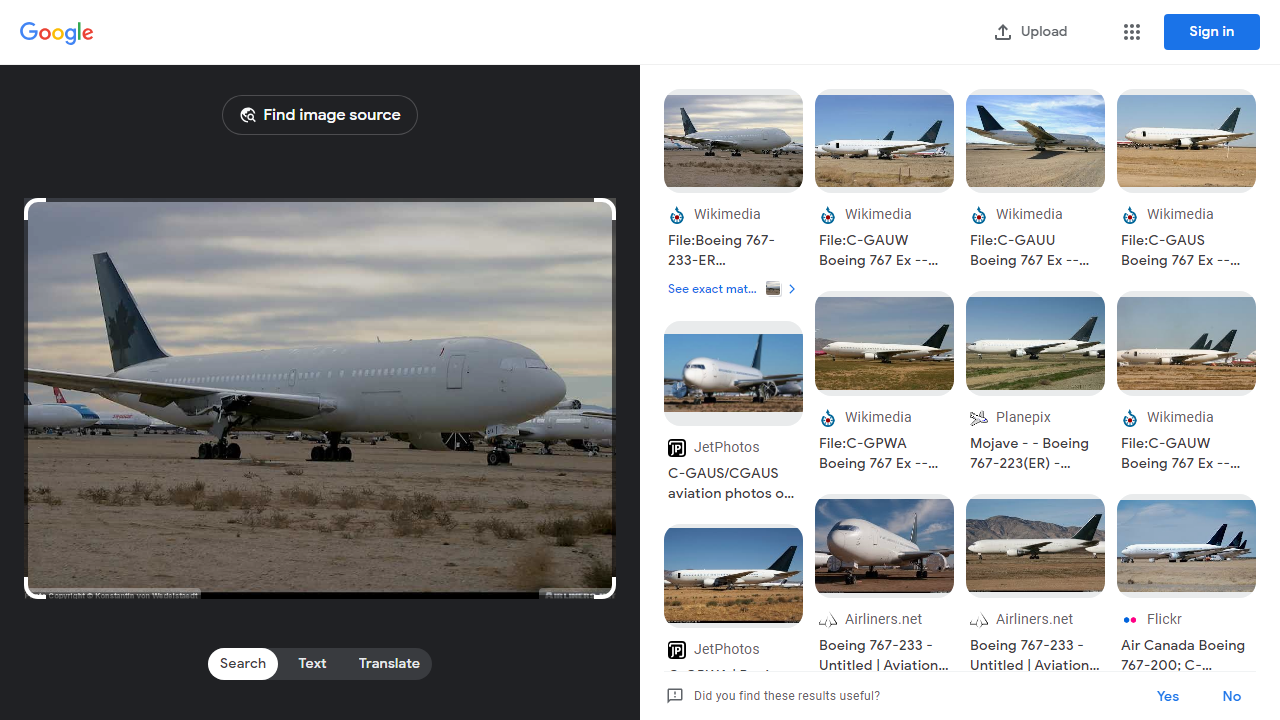 Google
Upload
Sign in
Find image source
Copyright © Konstantin von Wedelstaedt
Search
Text
Translate
Wikimedia
File:Boeing 767-
233-ER...
See exact mat...
Wikimedia
File:C-GAUW
Boeing 767 Ex --...
Wikimedia
File:C-GAUU
Boeing 767 Ex --...
Wikimedia
File:C-GAUS
Boeing 767 Ex --...
JetPhotos
C-GAUS/CGAUS
aviation photos o...
Wikimedia
File:C-GPWA
Boeing 767 Ex --...
Planepix
Mojave - - Boeing
767-223(ER) -...
Wikimedia
File:C-GAUW
Boeing 767 Ex --...
JetPhotos
Airliners.net
Boeing 767-233 -
Untitled | Aviation...
Airliners.net
Boeing 767-233 -
Untitled | Aviation...
Flickr
Air Canada Boeing
767-200; C-...
Did you find these results useful?
Yes
No